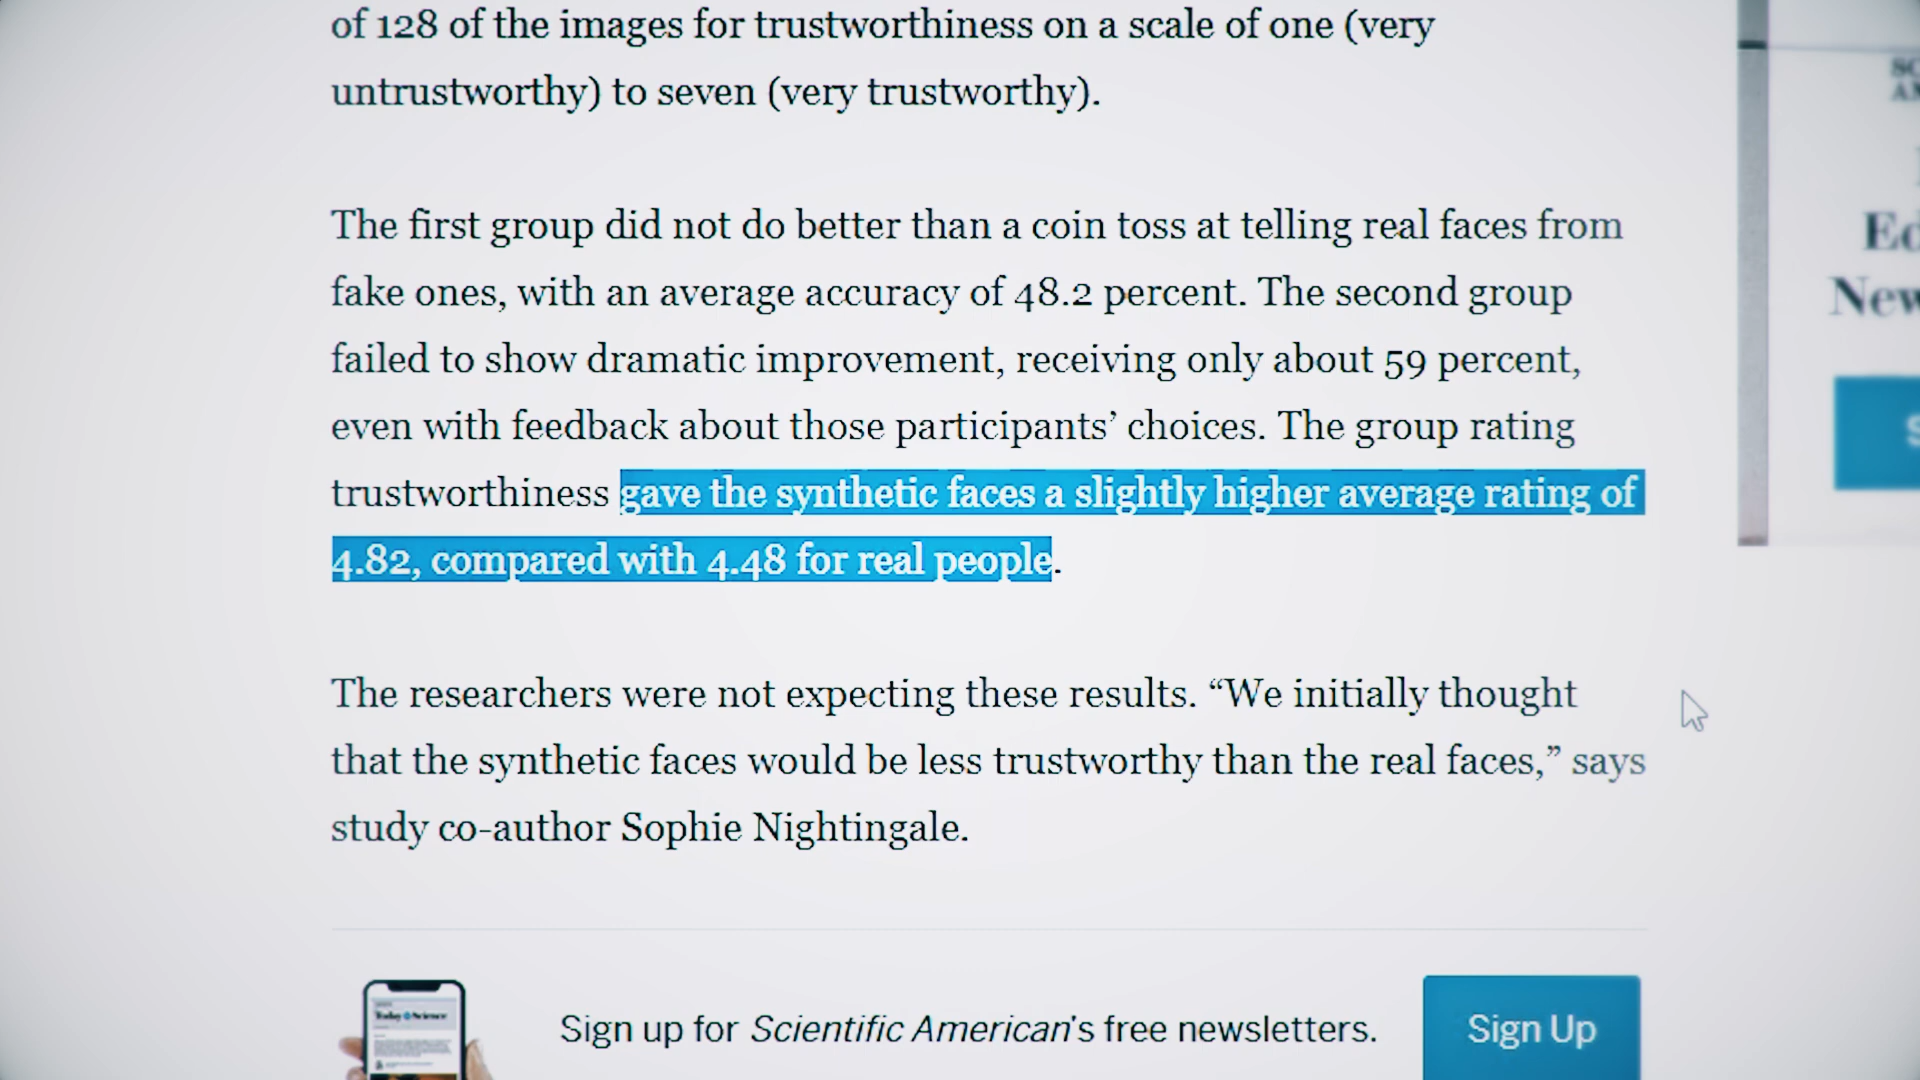 of 128 of the images for trustworthiness on a scale of one (very
untrustworthy) to seven (very trustworthy).
The first group did not do better than a coin toss at telling real faces from
fake ones, with an average accuracy of 48.2 percent. The second group
failed to show dramatic improvement, receiving only about 59 percent,
even with feedback about those participants’ choices. The group rating
trustworthiness gave the synthetic faces a slightly higher average rating of
4.82, compared with 4.48 for real people.
The researchers were not expecting these results. “We initially thought
that the synthetic faces would be less trustworthy than the real faces,” says
study co-author Sophie Nightingale.
Today Science
Sign up for Scientific American's free newsletters.
Sign Up